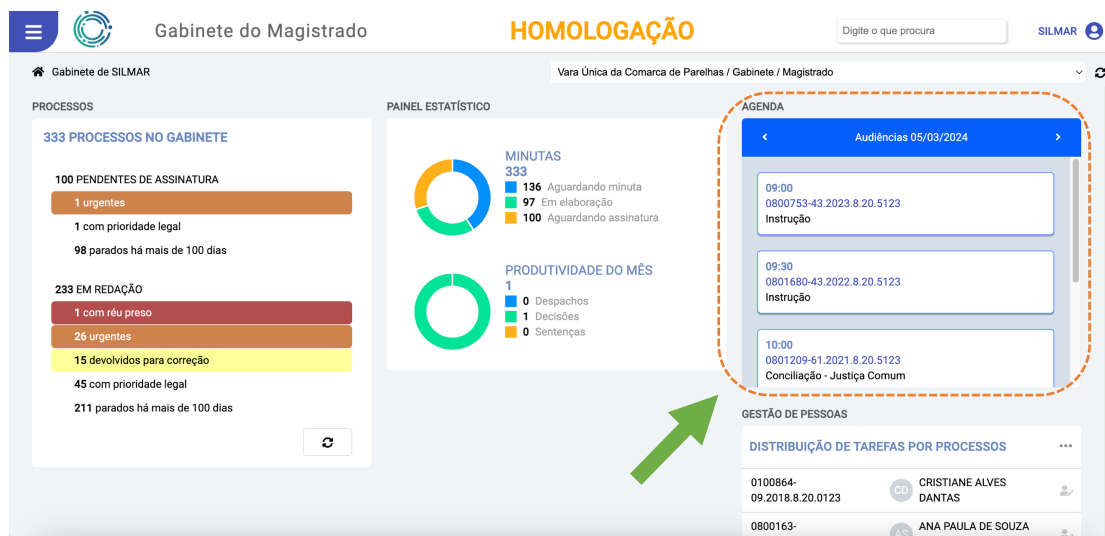 Gabinete do Magistrado
HOMOLOGAÇÃO
Digite o que procura
SILMAR
Gabinete de SILMAR
Vara Única da Comarca de Parelhas / Gabinete / Magistrado
PROCESSOS
333 PROCESSOS NO GABINETE
100 PENDENTES DE ASSINATURA
1 urgentes
1 com prioridade legal
98 parados há mais de 100 dias
233 EM REDAÇÃO
1 com réu preso
26 urgentes
15 devolvidos para correção
45 com prioridade legal
211 parados há mais de 100 dias
PAINEL ESTATÍSTICO
MINUTAS
333
136 Aguardando minuta
97 Em elaboração
100 Aguardando assinatura
PRODUTIVIDADE DO MÊS
1
0 Despachos
1 Decisões
0 Sentenças
AGENDA
Audiências 05/03/2024
09:00
0800753-43.2023.8.20.5123
Instrução
09:30
0801680-43.2022.8.20.5123
Instrução
10:00
0801209-61.2021.8.20.5123
Conciliação - Justiça Comum
GESTÃO DE PESSOAS
DISTRIBUIÇÃO DE TAREFAS POR PROCESSOS
0100864-
09.2018.8.20.0123
CD
CRISTIANE ALVES
DANTAS
0800163-
AS
ANA PAULA DE SOUZA